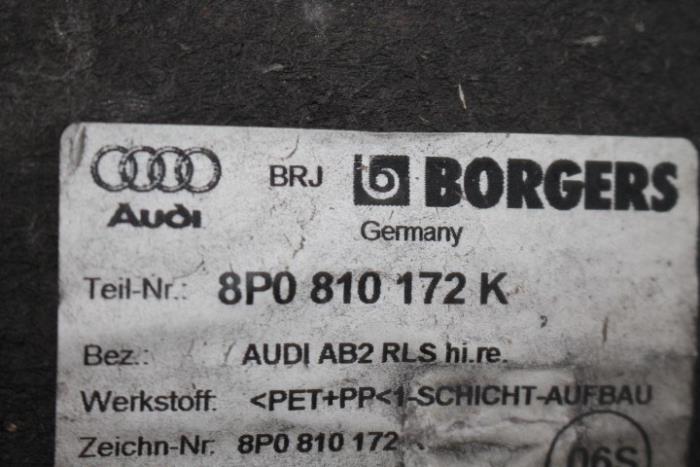 BRJ BORGERS
Audi Germany
Teil-Nr.: 8P0 810 172 K
Bez.: AUDI AB2 RLS hi.re.
Werkstoff: <PET+PP<1-SCHICHT-AUFBAU
Zeichn-Nr: 8P0 810 172
06S